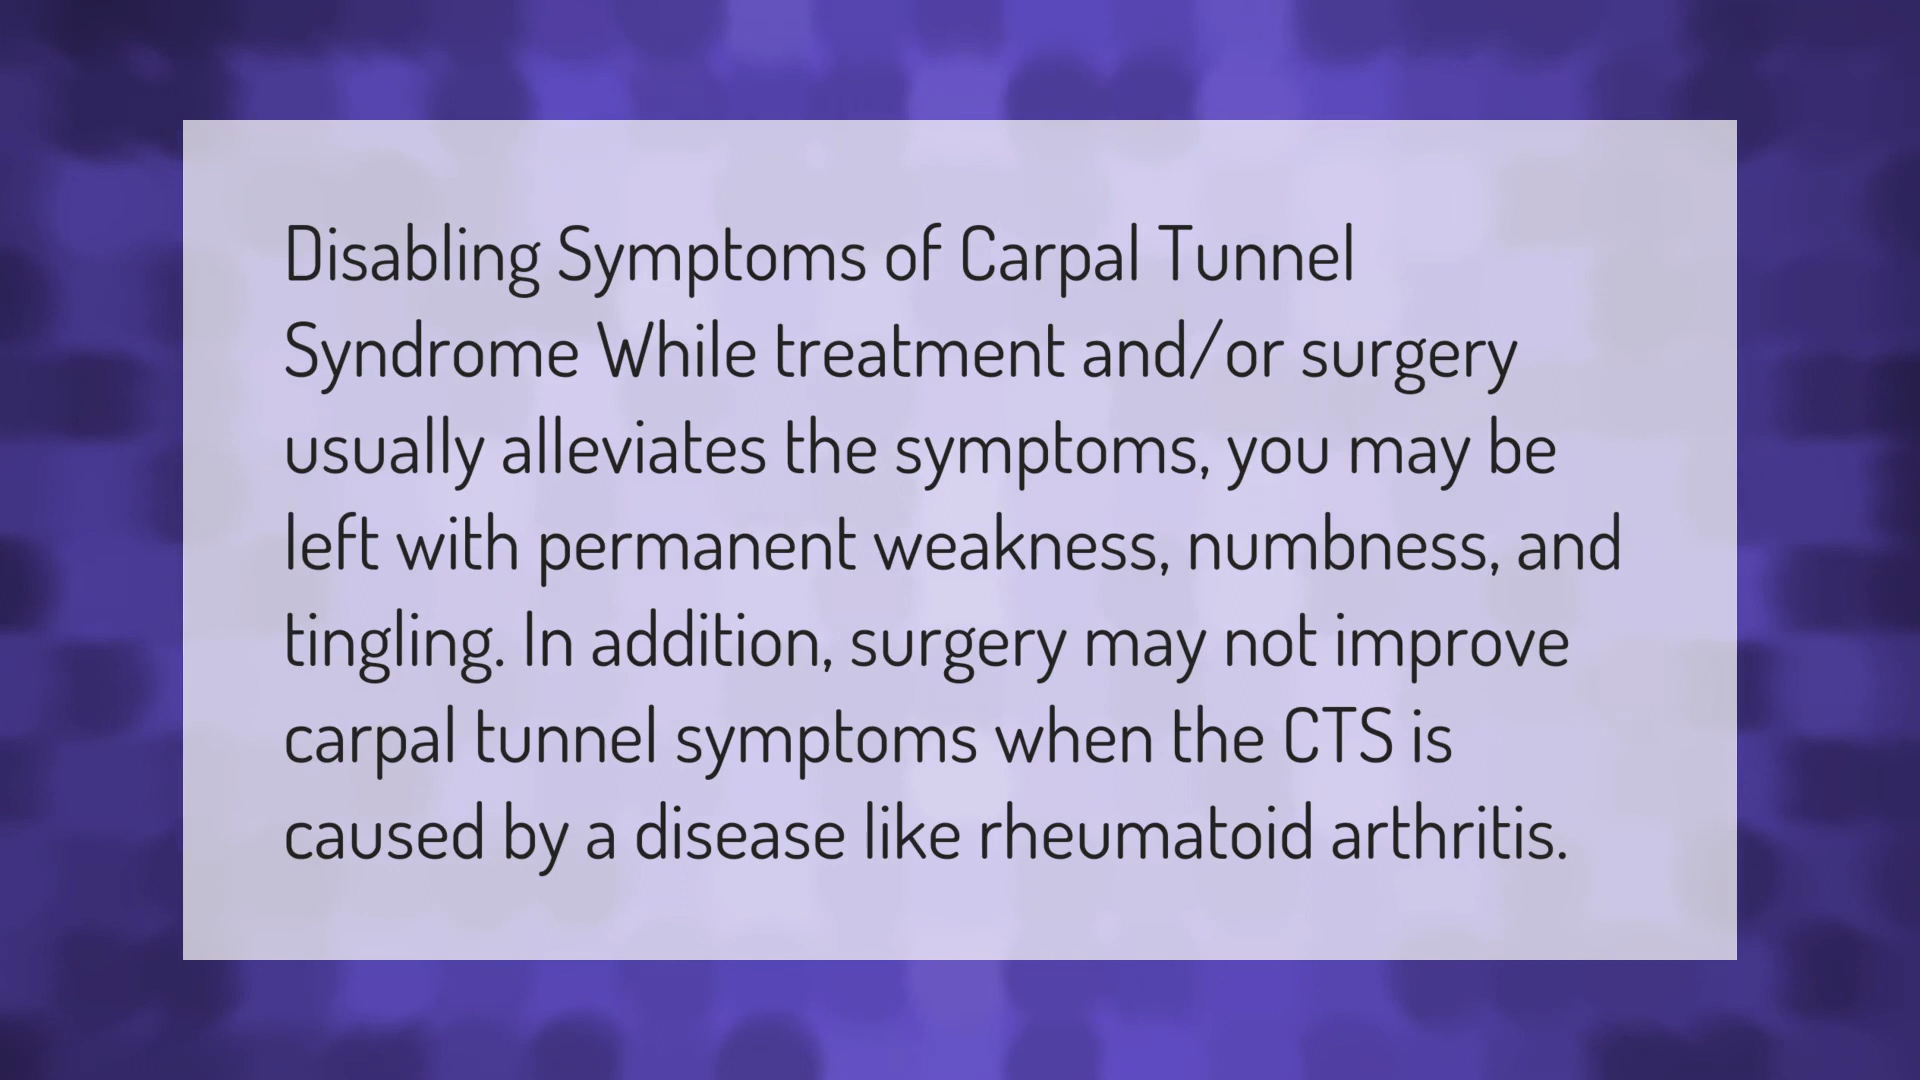 Disabling Symptoms of Carpal Tunnel
Syndrome While treatment and/or surgery
usually alleviates the symptoms, you may be
left with permanent weakness, numbness, and
tingling. In addition, surgery may not improve
carpal tunnel symptoms when the CTS is
caused by a disease like rheumatoid arthritis.